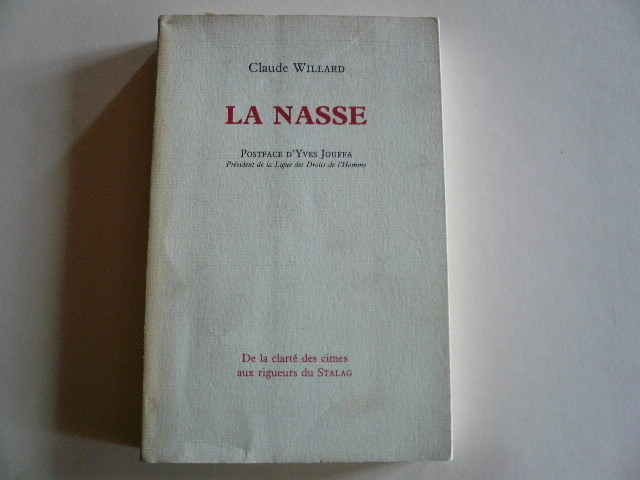 Claude WILLARD
LA NASSE
POSTFACE D'YVES JOUFFA
Président de la Ligue des Droits de l'Homme
De la clarté des cimes
aux rigueurs du STALAG